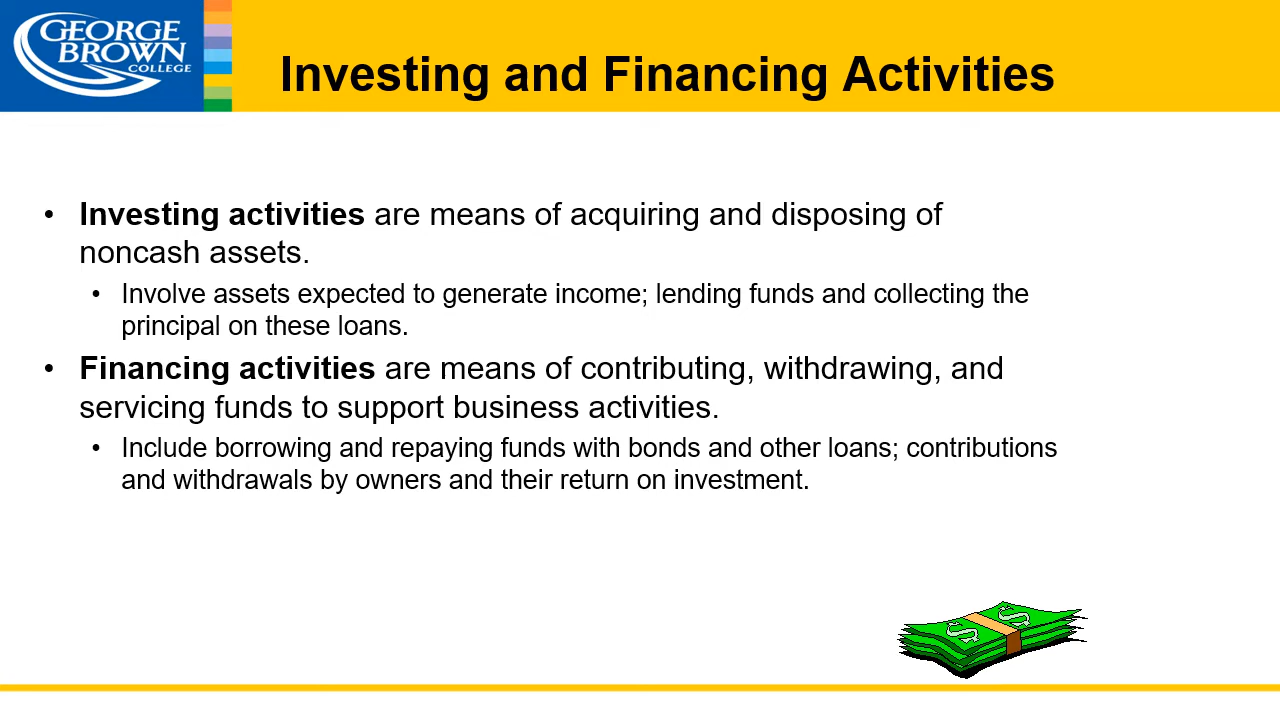 GEORGE
BROWN
COLLEGE
Investing and Financing Activities
• Investing activities are means of acquiring and disposing of
noncash assets.
• Involve assets expected to generate income; lending funds and collecting the
principal on these loans.
• Financing activities are means of contributing, withdrawing, and
servicing funds to support business activities.
• Include borrowing and repaying funds with bonds and other loans; contributions
and withdrawals by owners and their return on investment.
$ $